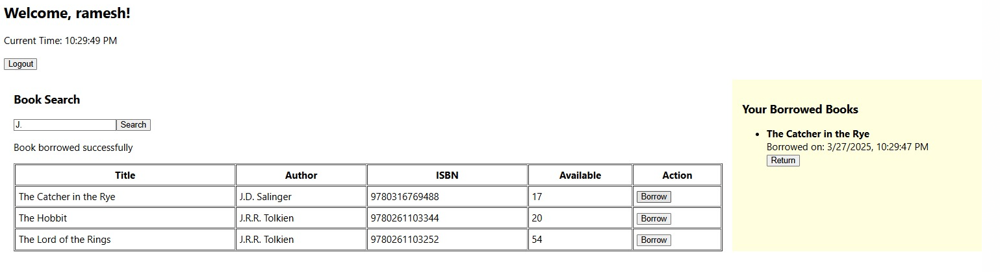 Welcome, ramesh!
Current Time: 10:29:49 PM
Logout
Book Search
J. Search
Book borrowed successfully
Title Author ISBN Available Action
The Catcher in the Rye J.D. Salinger 9780316769488 17 Borrow
The Hobbit J.R.R. Tolkien 9780261103344 20 Borrow
The Lord of the Rings J.R.R. Tolkien 9780261103252 54 Borrow
Your Borrowed Books
• The Catcher in the Rye
Borrowed on: 3/27/2025, 10:29:47 PM
Return